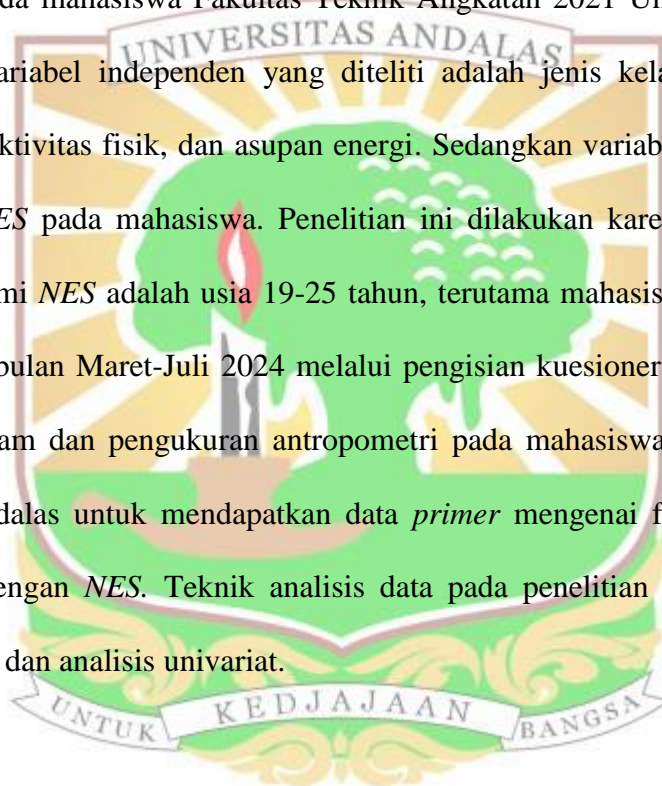 da mahasiswa Fakultas Teknik Angkatan 2021 Un
UNIVERSITAS ANDALAS
ariabel independen yang diteliti adalah jenis kela
ktivitas fisik, dan asupan energi. Sedangkan variab
ES pada mahasiswa. Penelitian ini dilakukan kare
mi NES adalah usia 19-25 tahun, terutama mahasis
bulan Maret-Juli 2024 melalui pengisian kuesioner
am dan pengukuran antropometri pada mahasiswa
dalas untuk mendapatkan data primer mengenai f
engan NES. Teknik analisis data pada penelitian
dan analisis univariat.
UNTUK KEDJAJAAN BANGSA